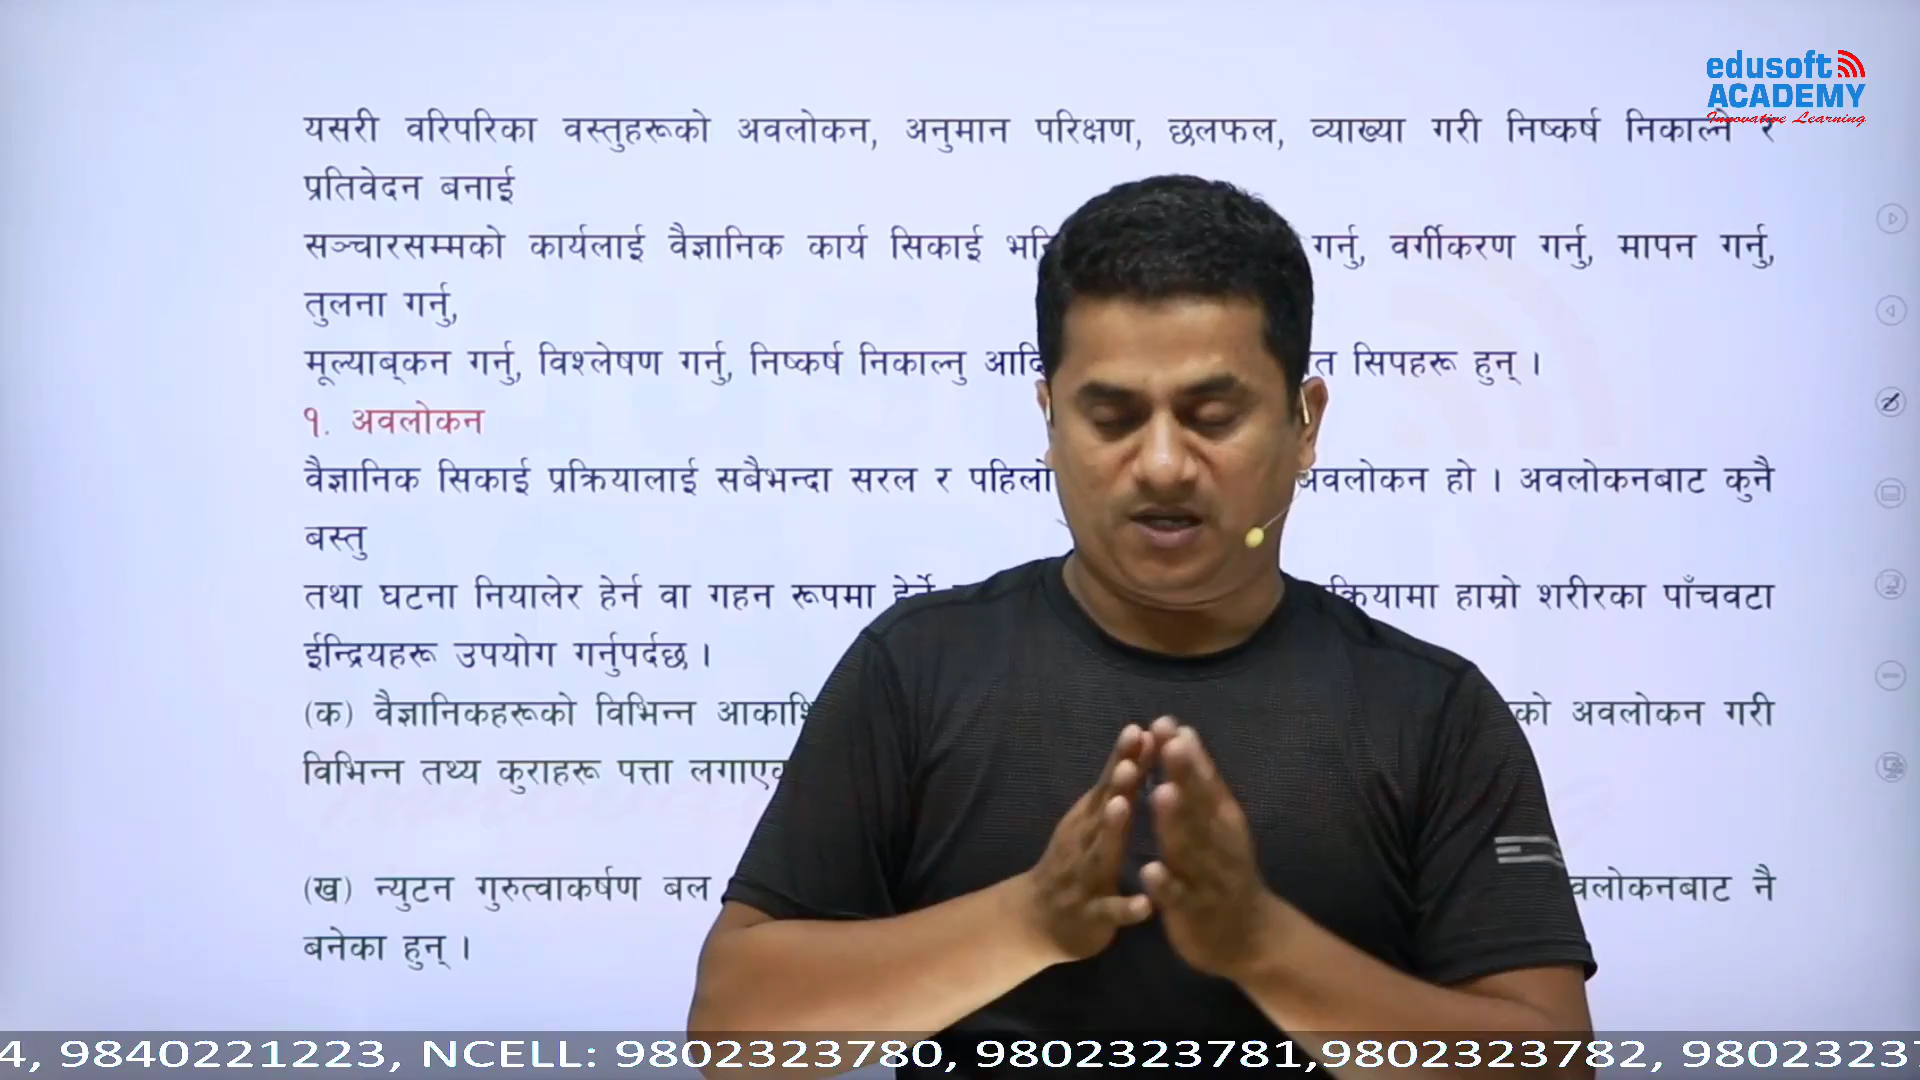 edusoft
ACADEMY
Innovative Learning
यसरी वरिपरिका वस्तुहरूको अवलोकन, अनुमान परिक्षण, छलफल, व्याख्या गरी निष्कर्ष निकाल्ने र
प्रतिवेदन बनाई
सञ्चारसम्मको कार्यलाई वैज्ञानिक कार्य सिकाई गर्नु, वर्गीकरण गर्नु, मापन गर्नु,
तुलना गर्नु,
मूल्याब्कन गर्नु, विश्लेषण गर्नु, निष्कर्ष निकाल्नु सिपहरू हुन् ।
१. अवलोकन
वैज्ञानिक सिकाई प्रक्रियालाई सबैभन्दा सरल र पहिलो अवलोकन हो । अवलोकनबाट कुनै
बस्तु
तथा घटना नियालेर हेर्न वा गहन रूपमा हेर्ने हाम्रो शरीरका पाँचवटा
ईन्द्रियहरू उपयोग गर्नुपर्दछ ।
(क) वैज्ञानिकहरूको विभिन्न अवलोकन गरी
विभिन्न तथ्य कुराहरू पत्ता
(ख) न्युटन गुरुत्वाकर्षण बल नै
बनेका हुन् ।
4, 9840221223, NCELL: 9802323780, 9802323781,9802323782, 9802323